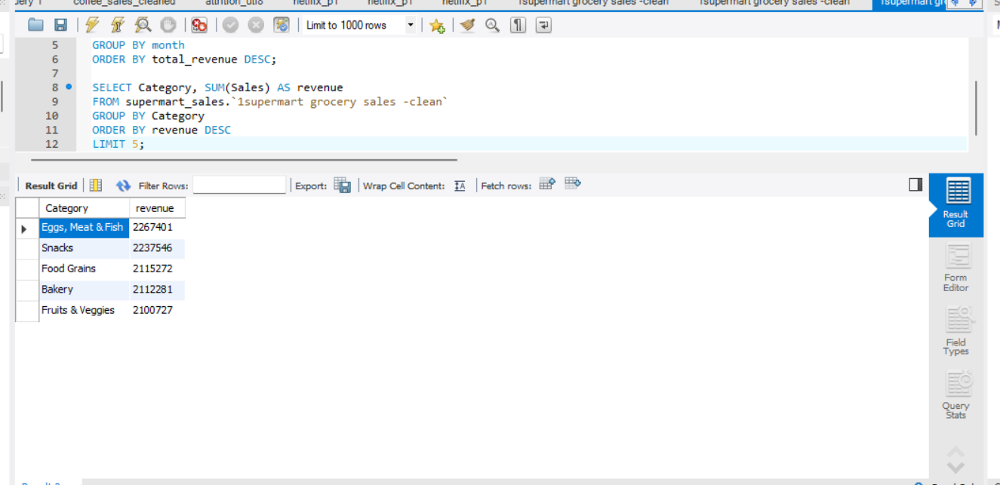 coffee_sales_cleaned attrition_utf8 netflix_p1 netflix_p1 netflix_p1 1supermart grocery sales -clean 1supermart grocery sales -clean
Limit to 1000 rows
5 GROUP BY month
6 ORDER BY total_revenue DESC;
7
8 SELECT Category, SUM(Sales) AS revenue
9 FROM supermart_sales.`1supermart grocery sales -clean`
10 GROUP BY Category
11 ORDER BY revenue DESC
12 LIMIT 5;
Result Grid Filter Rows: Export: Wrap Cell Content: Fetch rows:
Category revenue
Eggs, Meat & Fish 2267401
Snacks 2237546
Food Grains 2115272
Bakery 2112281
Fruits & Veggies 2100727
Result
Grid
Form
Editor
Field
Types
Query
Stats